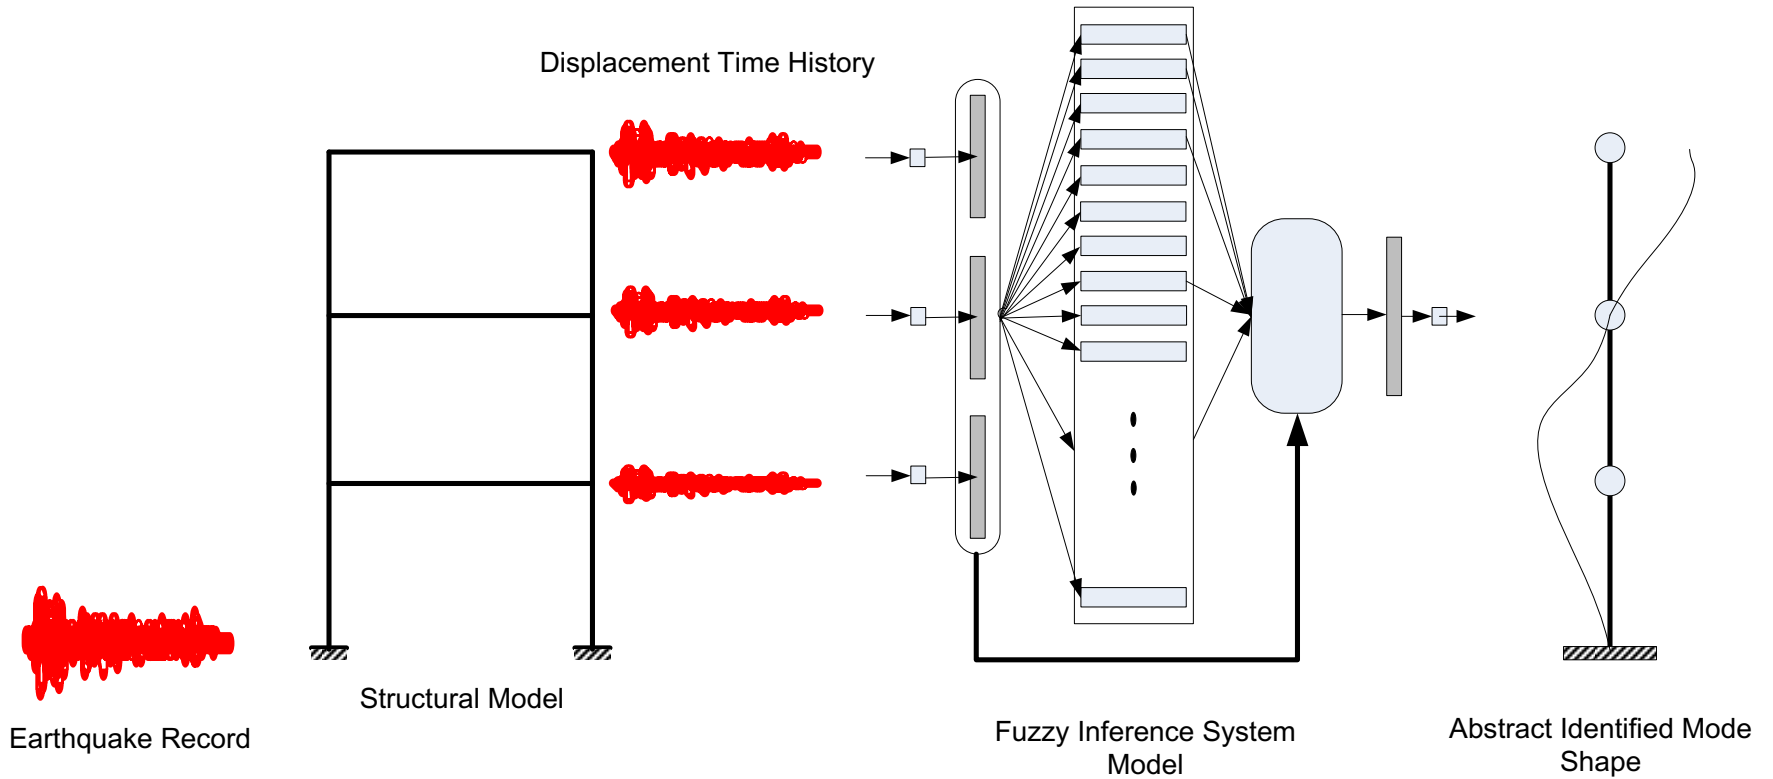 Displacement Time History
Structural Model
Earthquake Record
Fuzzy Inference System
Model
Abstract Identified Mode
Shape